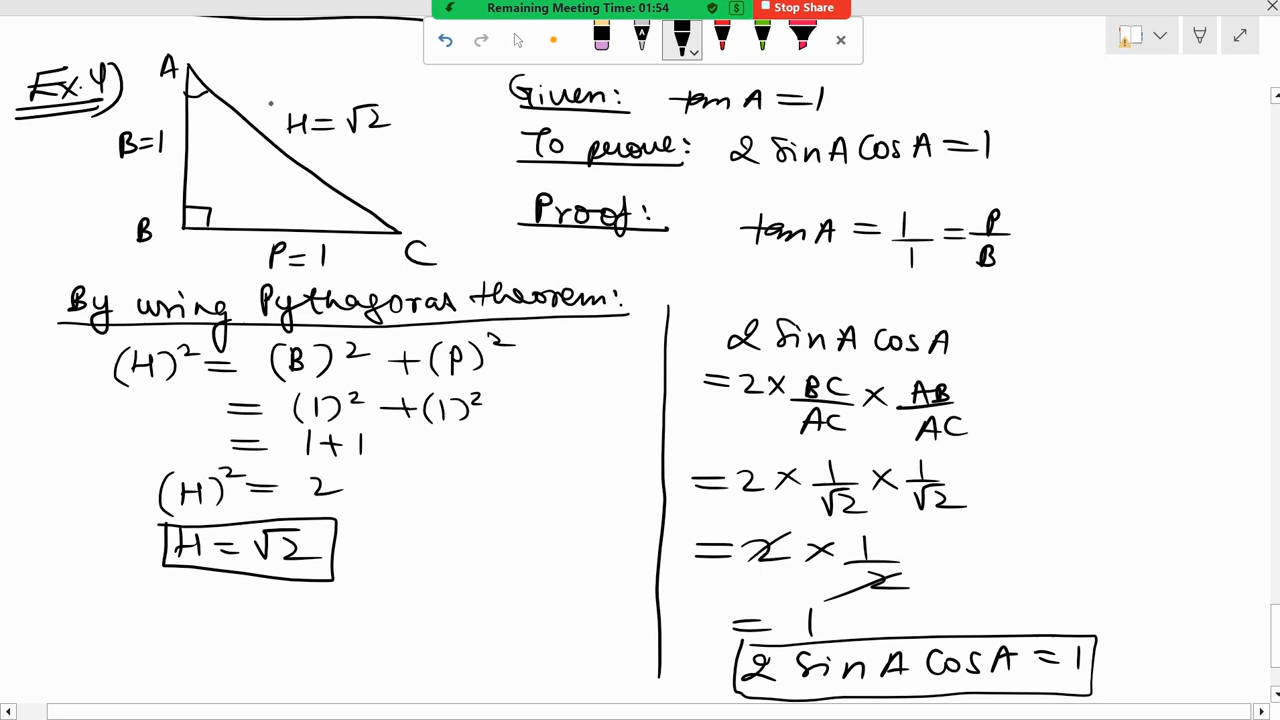 Remaining Meeting Time: 01:54
Stop Share
Ex.4)
A
B=1
H=√2
B
P=1
C
Given: tan A = 1
To prove: 2 sin A cos A = 1
Proof: tan A = 1/1 = P/B
By using Pythagoras theorem:
(H)² = (B)² + (P)²
= (1)² + (1)²
= 1+1
(H)² = 2
H = √2
2 sin A cos A
= 2 × BC/AC × AB/AC
= 2 × 1/√2 × 1/√2
= 2 × 1/2
= 1
2 sin A cos A = 1